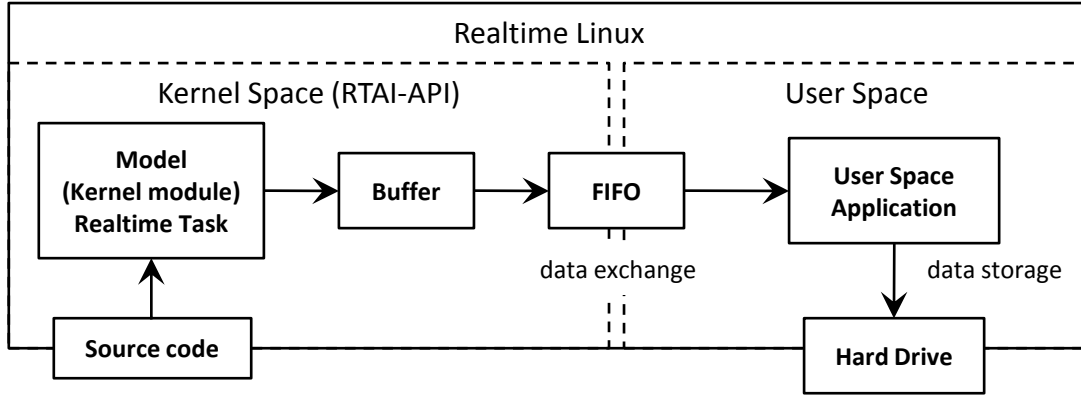 Realtime Linux
Kernel Space (RTAI-API)
User Space
Model
(Kernel module)
Realtime Task
Buffer
FIFO
User Space
Application
data exchange
data storage
Source code
Hard Drive